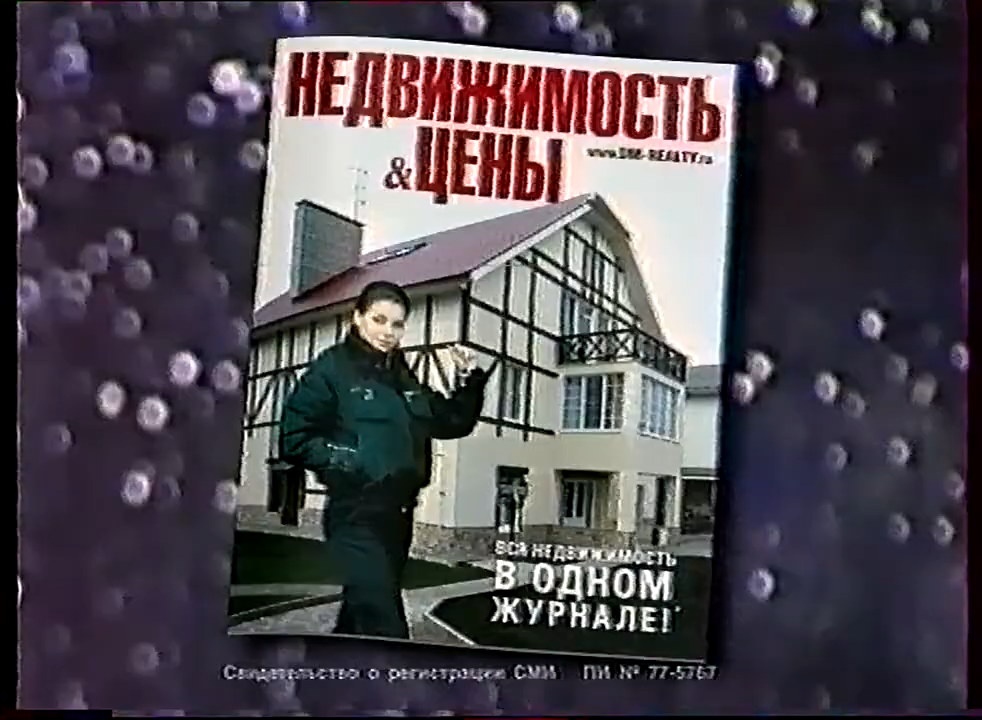 НЕДВИЖИМОСТЬ
&ЦЕНЫ
ВСЯ НЕДВИЖИМОСТЬ
В ОДНОМ
ЖУРНАЛЕ!
Свидетельство о регистрации СМИ ПИ № 77-5767